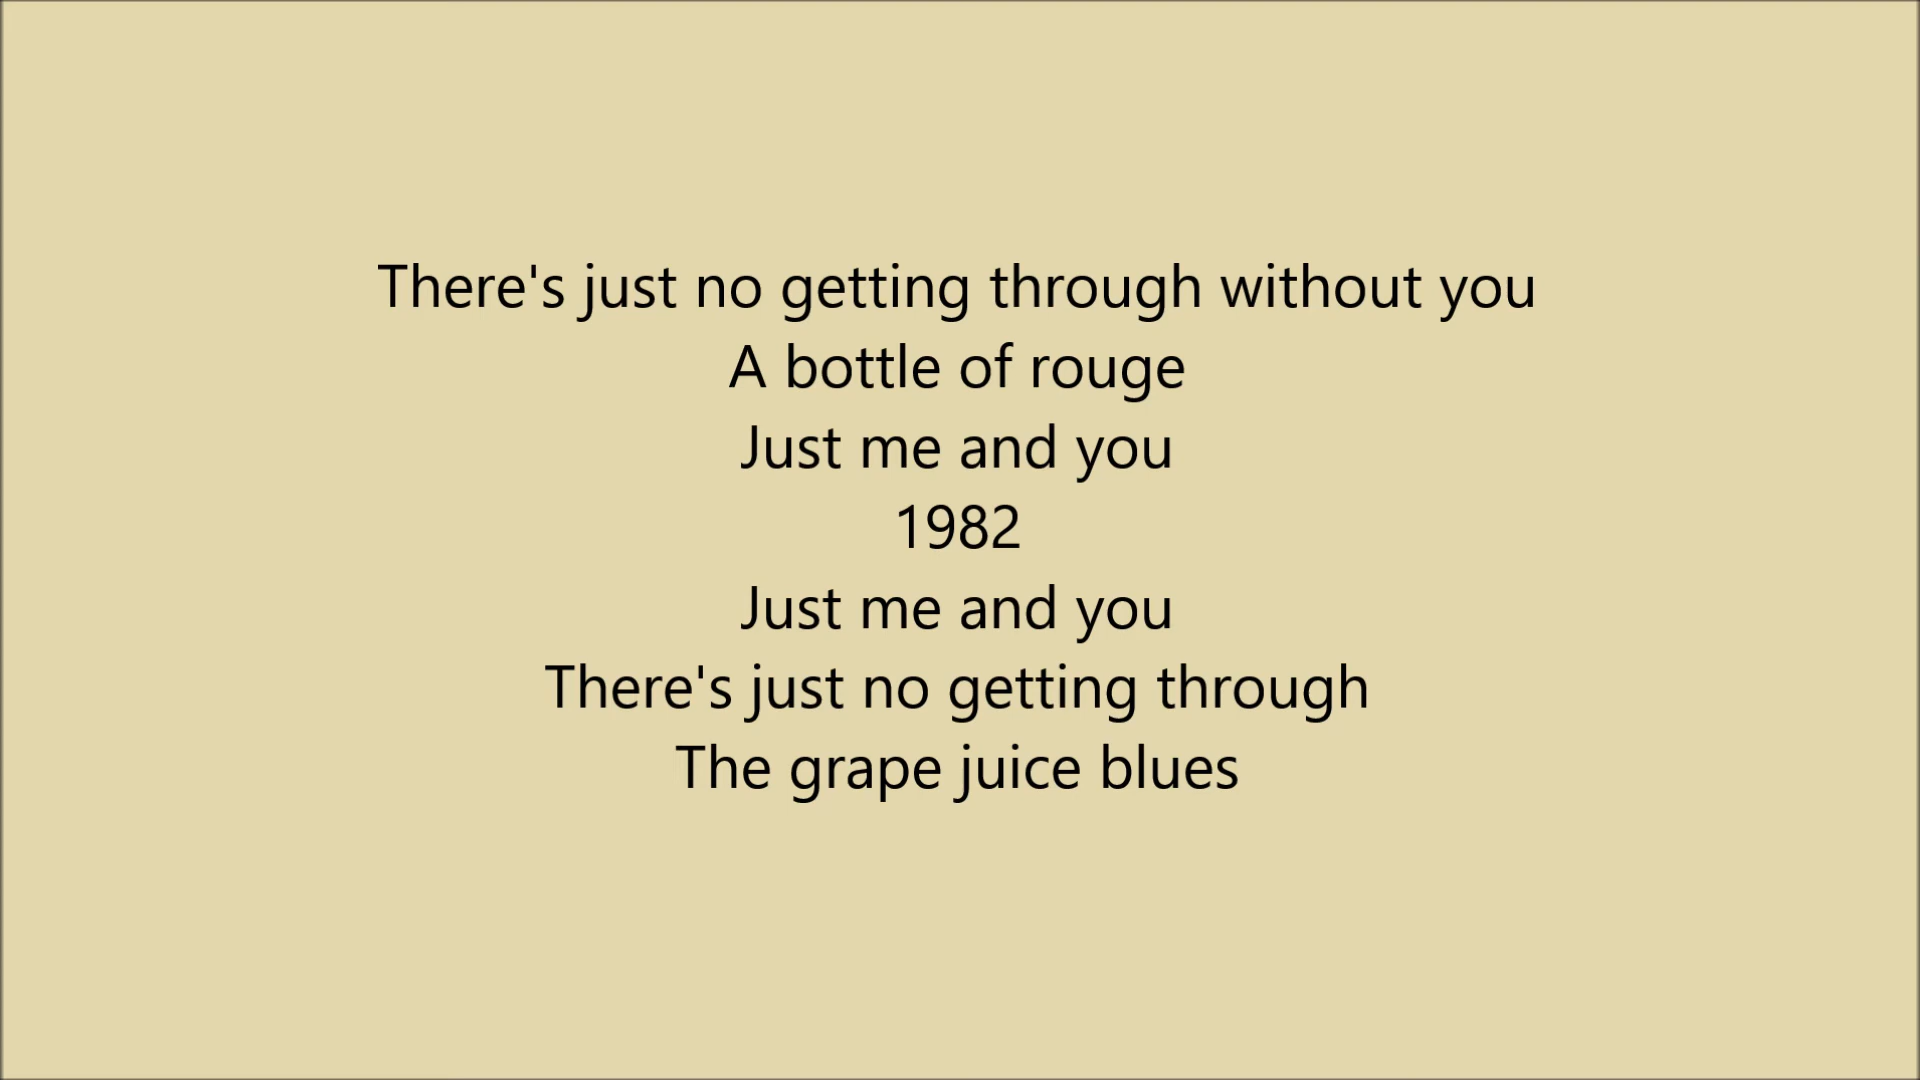 There's just no getting through without you
A bottle of rouge
Just me and you
1982
Just me and you
There's just no getting through
The grape juice blues